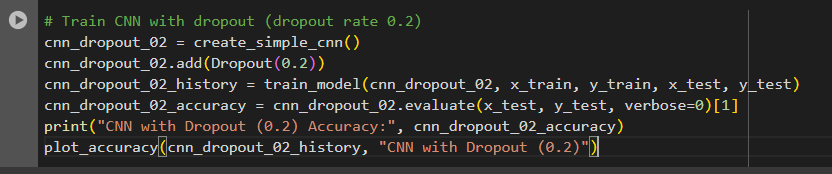 # Train CNN with dropout (dropout rate 0.2)
cnn_dropout_02 = create_simple_cnn()
cnn_dropout_02.add(Dropout(0.2))
cnn_dropout_02_history = train_model(cnn_dropout_02, x_train, y_train, x_test, y_test)
cnn_dropout_02_accuracy = cnn_dropout_02.evaluate(x_test, y_test, verbose=0)[1]
print("CNN with Dropout (0.2) Accuracy:", cnn_dropout_02_accuracy)
plot_accuracy(cnn_dropout_02_history, "CNN with Dropout (0.2)")